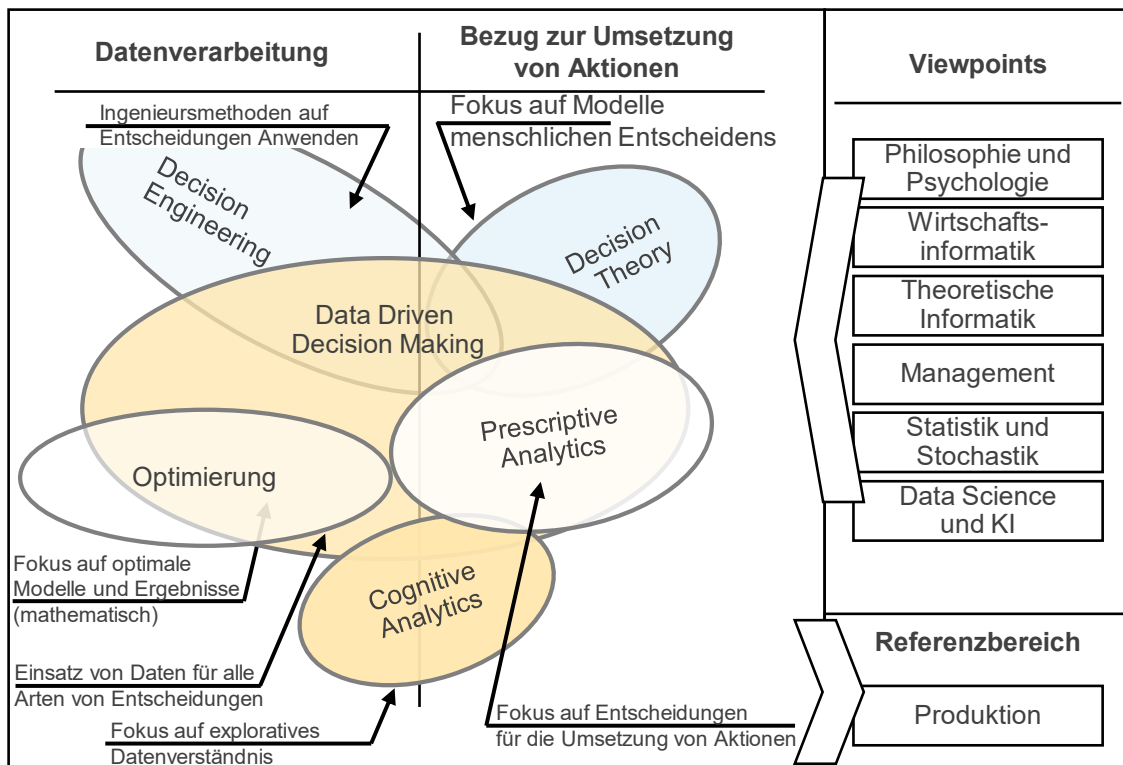 Datenverarbeitung
Bezug zur Umsetzung
von Aktionen
Viewpoints
Ingenieursmethoden auf
Entscheidungen Anwenden
Fokus auf Modelle
menschlichen Entscheidens
Decision
Engineering
Decision
Theory
Data Driven
Decision Making
Prescriptive
Analytics
Optimierung
Cognitive
Analytics
Fokus auf optimale
Modelle und Ergebnisse
(mathematisch)
Einsatz von Daten für alle
Arten von Entscheidungen
Fokus auf exploratives
Datenverständnis
Fokus auf Entscheidungen
für die Umsetzung von Aktionen
Philosophie und
Psychologie
Wirtschafts-
informatik
Theoretische
Informatik
Management
Statistik und
Stochastik
Data Science
und KI
Referenzbereich
Produktion